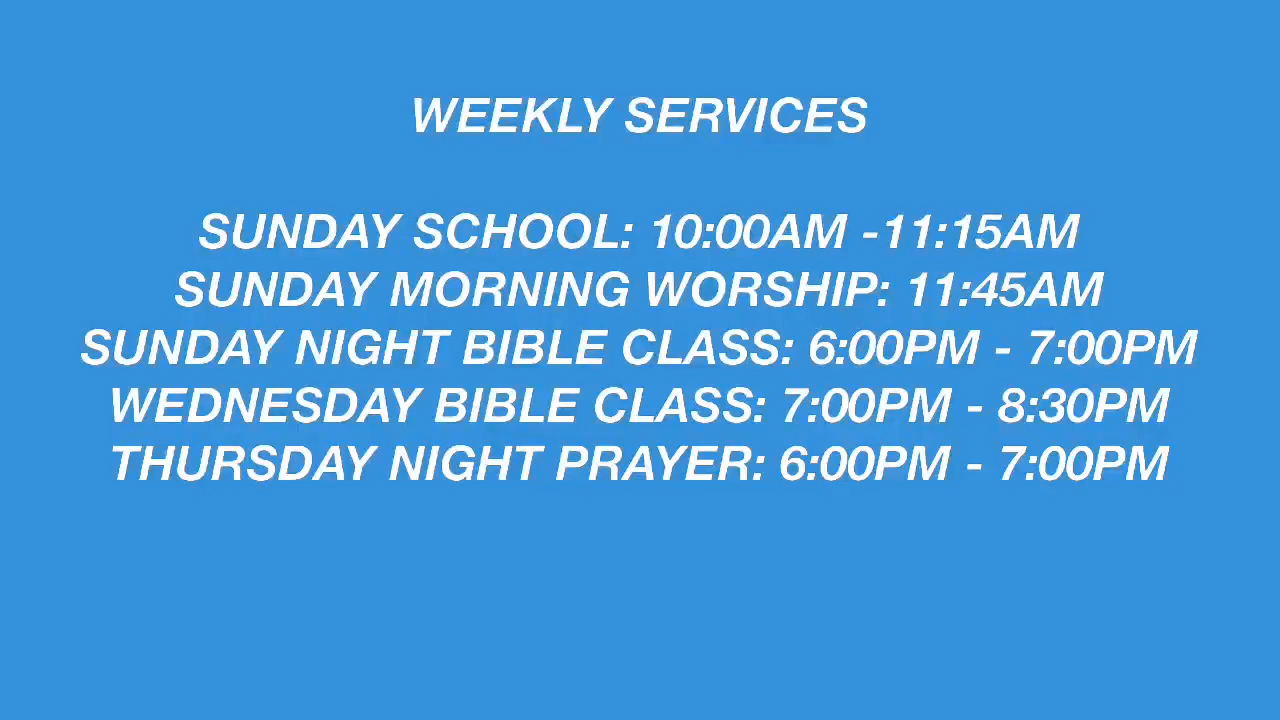 WEEKLY SERVICES
SUNDAY SCHOOL: 10:00AM -11:15AM
SUNDAY MORNING WORSHIP: 11:45AM
SUNDAY NIGHT BIBLE CLASS: 6:00PM - 7:00PM
WEDNESDAY BIBLE CLASS: 7:00PM - 8:30PM
THURSDAY NIGHT PRAYER: 6:00PM - 7:00PM